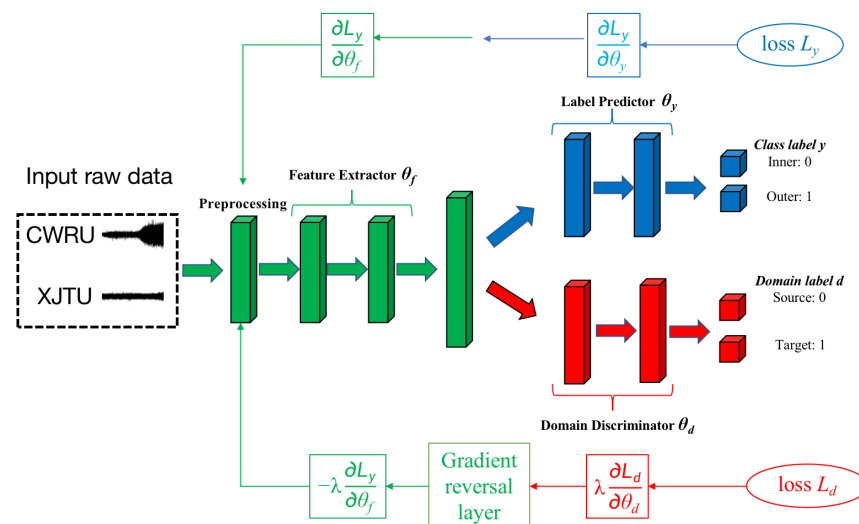 ∂L_y/∂θ_f
∂L_y/∂θ_y
loss L_y
Label Predictor θ_y
Class label y
Inner: 0
Outer: 1
Input raw data
Feature Extractor θ_f
Preprocessing
CWRU
XJTU
Domain label d
Source: 0
Target: 1
Domain Discriminator θ_d
−λ ∂L_y/∂θ_f
Gradient
reversal
layer
λ ∂L_d/∂θ_d
loss L_d